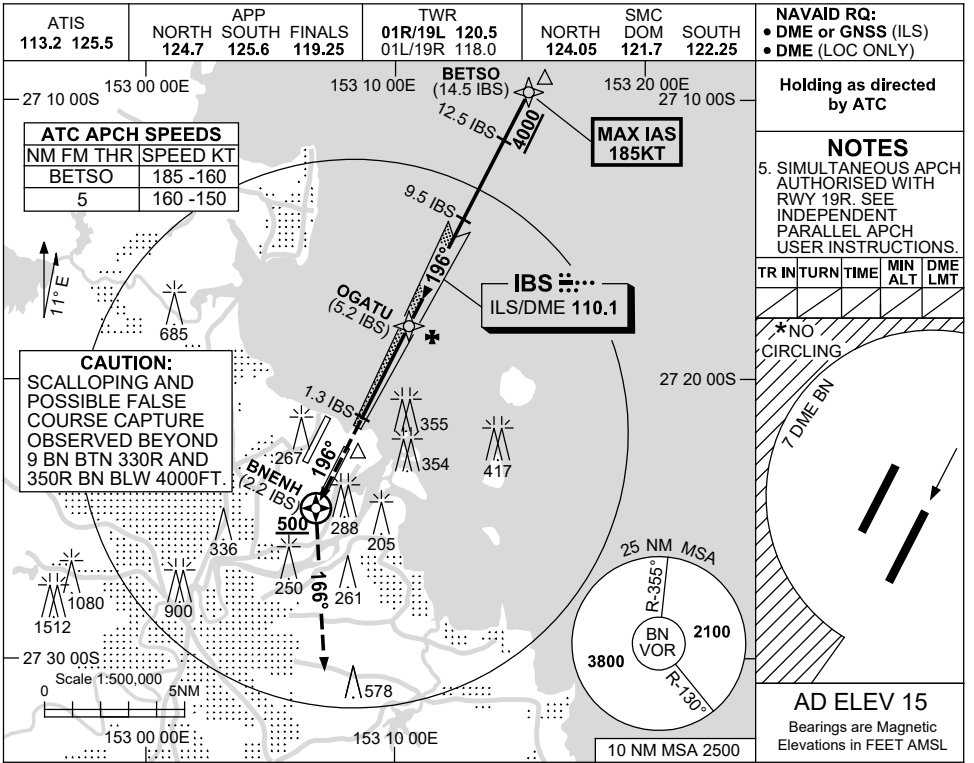 ATIS
113.2 125.5
APP
NORTH SOUTH FINALS
124.7 125.6 119.25
TWR
01R/19L 120.5
01L/19R 118.0
SMC
NORTH DOM SOUTH
124.05 121.7 122.25
NAVAID RQ:
• DME or GNSS (ILS)
• DME (LOC ONLY)
Holding as directed
by ATC
NOTES
5. SIMULTANEOUS APCH
AUTHORISED WITH
RWY 19R. SEE
INDEPENDENT
PARALLEL APCH
USER INSTRUCTIONS.
TR IN TURN TIME MIN ALT DME LMT
*NO
CIRCLING
7 DME BN
AD ELEV 15
Bearings are Magnetic
Elevations in FEET AMSL
153 00 00E
153 10 00E
153 20 00E
27 10 00S
27 10 00S
BETSO
(14.5 IBS)
12.5 IBS
4000
MAX IAS
185KT
ATC APCH SPEEDS
NM FM THR SPEED KT
BETSO 185 -160
5 160 -150
9.5 IBS
196°
11° E
IBS
ILS/DME 110.1
OGATU
(5.2 IBS)
685
CAUTION:
SCALLOPING AND
POSSIBLE FALSE
COURSE CAPTURE
OBSERVED BEYOND
9 BN BTN 330R AND
350R BN BLW 4000FT.
27 20 00S
1.3 IBS
355
354
417
267
196°
BNENH
(2.2 IBS)
500
288
205
336
250
261
166°
1080
1512
900
578
25 NM MSA
R-355°
BN
VOR
2100
3800
R-130°
27 30 00S
Scale 1:500,000
0 5NM
153 00 00E
153 10 00E
10 NM MSA 2500